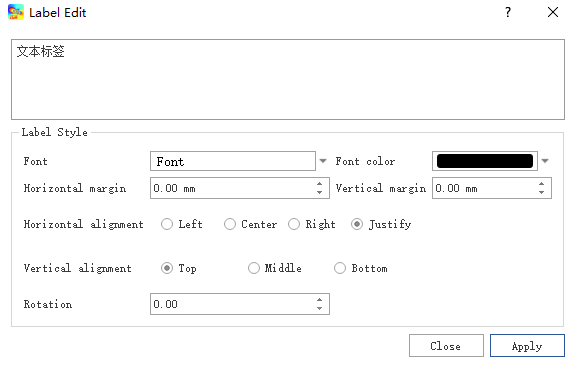 Label Edit ?
文本标签
Label Style
Font Font Font color
Horizontal margin 0.00 mm Vertical margin 0.00 mm
Horizontal alignment Left Center Right Justify
Vertical alignment Top Middle Bottom
Rotation 0.00
Close Apply